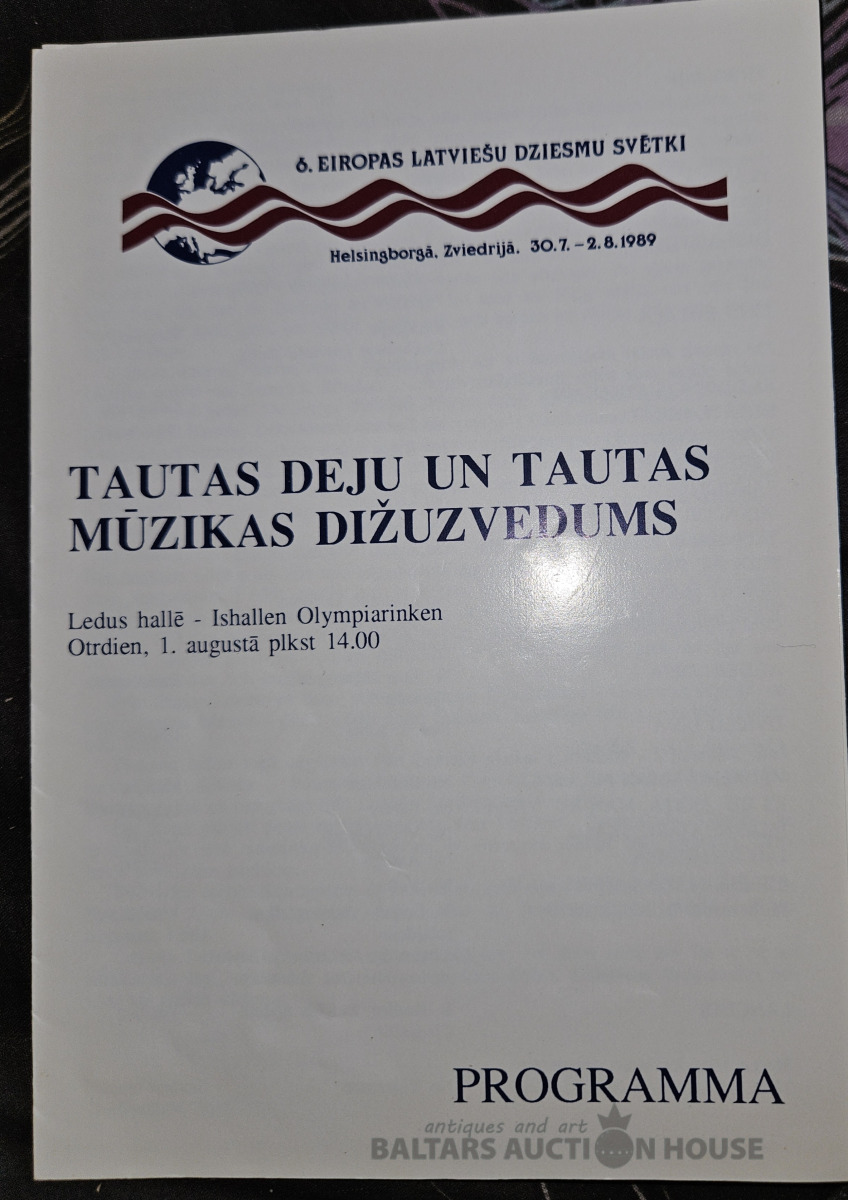 6. EIROPAS LATVIEŠU DZIESMU SVĒTKI
Helsingborgā, Zviedrijā. 30.7. – 2.8.1989
TAUTAS DEJU UN TAUTAS
MŪZIKAS DIŽUZVEDUMS
Ledus hallē - Ishallen Olympiarinken
Otrdien, 1. augustā plkst 14.00
PROGRAMMA
antiques and art
BALTARS AUCTION HOUSE